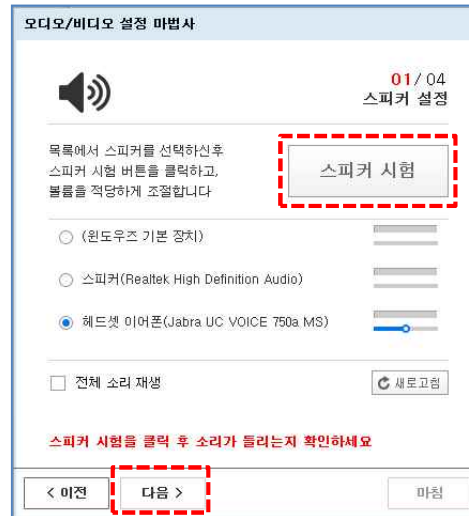 오디오/비디오 설정 마법사
01/ 04
스피커 설정
목록에서 스피커를 선택하신후
스피커 시험 버튼을 클릭하고,
볼륨을 적당하게 조절합니다
스피커 시험
(윈도우즈 기본 장치)
스피커(Realtek High Definition Audio)
헤드셋 이어폰(Jabra UC VOICE 750a MS)
전체 소리 재생
새로고침
스피커 시험을 클릭 후 소리가 들리는지 확인하세요
< 이전
다음 >
마침